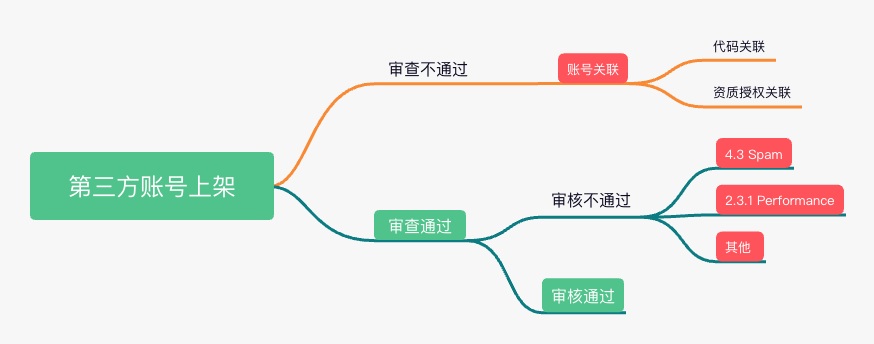 第三方账号上架
审查不通过
账号关联
代码关联
资质授权关联
审查通过
审核不通过
4.3 Spam
2.3.1 Performance
其他
审核通过